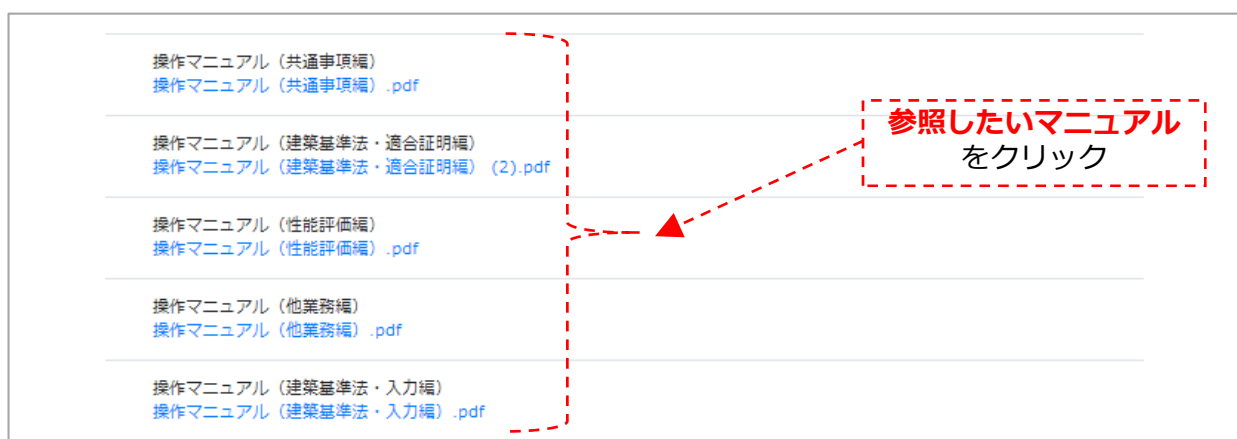 操作マニュアル（共通事項編）
操作マニュアル（共通事項編）.pdf
操作マニュアル（建築基準法・適合証明編）
操作マニュアル（建築基準法・適合証明編） (2).pdf
操作マニュアル（性能評価編）
操作マニュアル（性能評価編）.pdf
操作マニュアル（他業務編）
操作マニュアル（他業務編）.pdf
操作マニュアル（建築基準法・入力編）
操作マニュアル（建築基準法・入力編）.pdf
参照したいマニュアル
をクリック